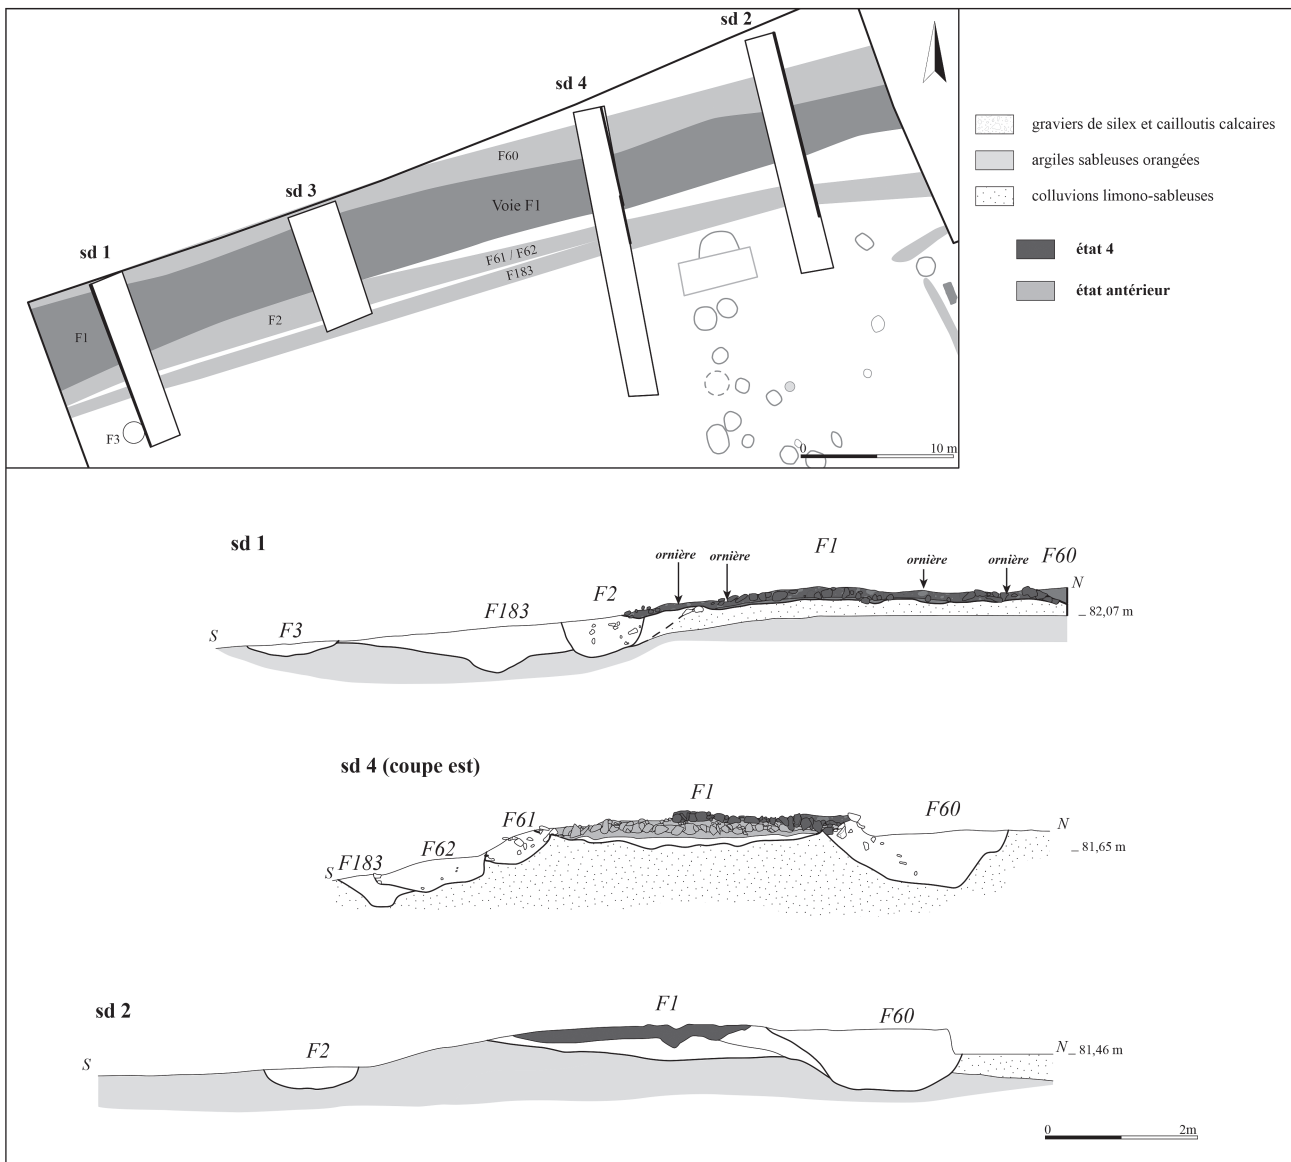 sd 2
sd 4
sd 3
sd 1
F60
Voie F1
F61 / F62
F183
F2
F1
F3
0 10 m
graviers de silex et cailloutis calcaires
argiles sableuses orangées
colluvions limono-sableuses
état 4
état antérieur
sd 1
ornière ornière F1 ornière ornière F60
S F3 F183 F2 N
82,07 m
sd 4 (coupe est)
F1
S F183 F62 F61 F60 N
81,65 m
sd 2
F1
S F2 F60 N
81,46 m
0 2m